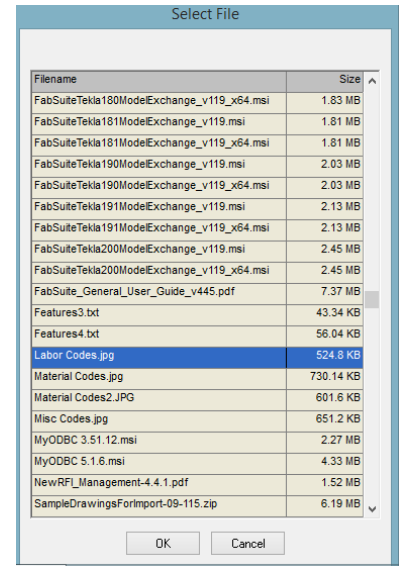 Select File
Filename Size
FabSuiteTekla180ModelExchange_v119_x64.msi 1.83 MB
FabSuiteTekla181ModelExchange_v119.msi 1.81 MB
FabSuiteTekla181ModelExchange_v119_x64.msi 1.81 MB
FabSuiteTekla190ModelExchange_v119.msi 2.03 MB
FabSuiteTekla190ModelExchange_v119_x64.msi 2.03 MB
FabSuiteTekla191ModelExchange_v119.msi 2.13 MB
FabSuiteTekla191ModelExchange_v119_x64.msi 2.13 MB
FabSuiteTekla200ModelExchange_v119.msi 2.45 MB
FabSuiteTekla200ModelExchange_v119_x64.msi 2.45 MB
FabSuite_General_User_Guide_v445.pdf 7.37 MB
Features3.txt 43.34 KB
Features4.txt 56.04 KB
Labor Codes.jpg 524.8 KB
Material Codes.jpg 730.14 KB
Material Codes2.JPG 601.6 KB
Misc Codes.jpg 651.2 KB
MyODBC 3.51.12.msi 2.27 MB
MyODBC 5.1.6.msi 4.33 MB
NewRFI_Management-4.4.1.pdf 1.52 MB
SampleDrawingsForImport-09-115.zip 6.19 MB
OK Cancel